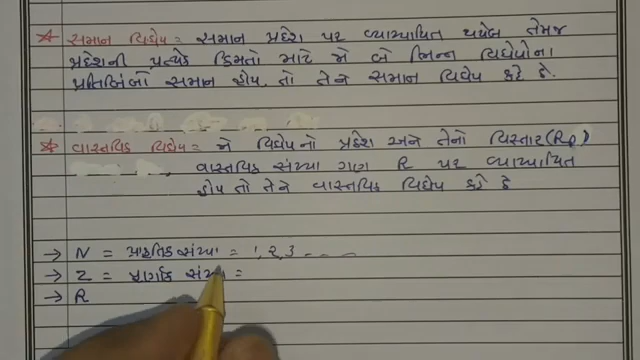 સમાન વિધેય = સમાન પ્રદેશ પર વ્યાખ્યાયિત થયેલ તેમજ
પ્રદેશની પ્રત્યેક કિંમતો માટે જો બે ભિન્ન વિધેયોના
પ્રતિબિંબો સમાન હોય તો તેને સમાન વિધેય કહે છે.
વાસ્તવિક વિધેય = જો વિધેયનો પ્રદેશ અને તેનો વિસ્તાર (Rf)
વાસ્તવિક સંખ્યા ગણ R પર વ્યાખ્યાયિત
હોય તો તેને વાસ્તવિક વિધેય કહે છે
→ N = પ્રાકૃતિક સંખ્યા = 1, 2, 3 - - -
→ Z = પૂર્ણાંક સંખ્યા =
→ R